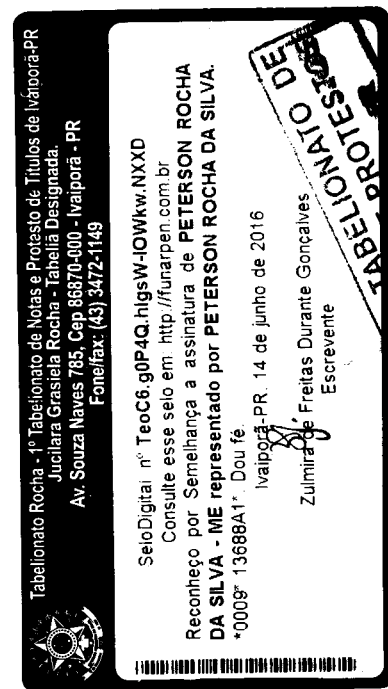 Tabelionato Rocha - 1º Tabelionato de Notas e Protesto de Titulos de Ivaiporã-PR
Jucilara Grasiela Rocha - Tabeliã Designada.
Av. Souza Naves 785, Cep 86870-000 - Ivaiporã - PR
Fone/fax: (43) 3472-1149
SeloDigital nº TeoC6.g0P4Q.hIgsW-IOWkw.NXXD
Consulte esse selo em: http://funarpen.com.br
Reconheço por Semelhança a assinatura de PETERSON ROCHA
DA SILVA - ME representado por PETERSON ROCHA DA SILVA.
*0009* 13688A1*. Dou fé.
Ivaiporã-PR. 14 de junho de 2016
Zulmira de Freitas Durante Gonçalves
Escrevente
TABELIONATO DE
PROTESTO